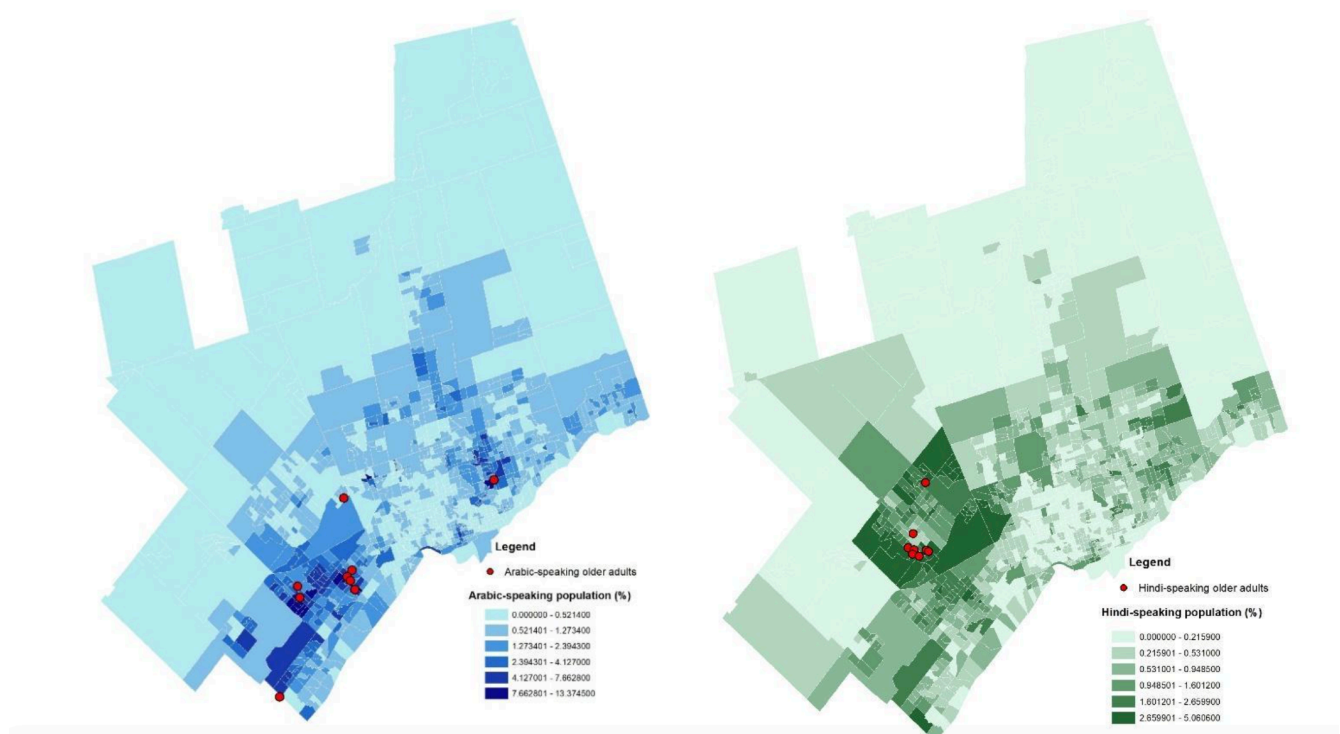 Legend
Arabic-speaking older adults
Arabic-speaking population (%)
0.000000 - 0.521400
0.521401 - 1.273400
1.273401 - 2.394300
2.394301 - 4.127000
4.127001 - 7.662800
7.662801 - 13.374500
Legend
Hindi-speaking older adults
Hindi-speaking population (%)
0.000000 - 0.215900
0.215901 - 0.531000
0.531001 - 0.948500
0.948501 - 1.601200
1.601201 - 2.659900
2.659901 - 5.060600